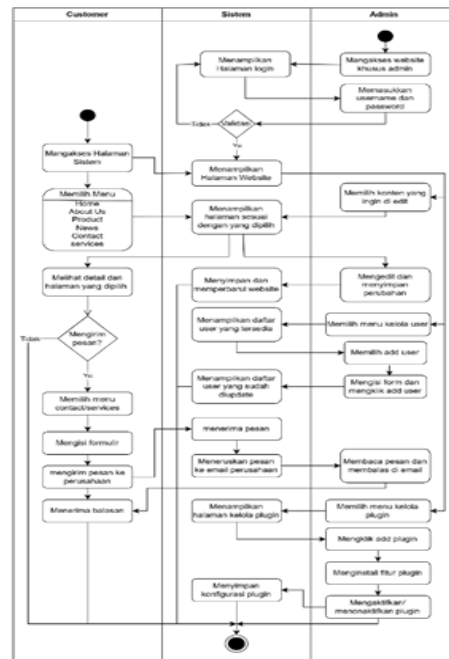 Customer
Sistem
Admin
Menampilkan
Halaman login
Mangakses website
khusus admin
Memasukkan
username dan
password
Tidak
Validasi
Ya
Mangakses Halaman
Sistem
Menampilkan
Halaman Website
Memilih Menu
Home
About Us
Product
News
Contact
services
Menampilkan
halaman sesuai
dengan yang dipilih
Memilih konten yang
ingin di edit
Melihat detail dari
halaman yang dipilih
Menyimpan dan
memperbarui website
Mengedit dan
menyimpan
perubahan
Menampilkan daftar
user yang tersedia
Memilih menu kelola user
Tidak
Mengirim
pesan?
Memilih add user
Ya
Menampilkan daftar
user yang sudah
diupdate
Mengisi form dan
mengklik add user
Memilih menu
contact/services
Mengisi formulir
menerima pesan
mengirim pesan ke
perusahaan
Meneruskan pesan
ke email perusahaan
Membaca pesan dan
membalas di email
Menerima balasan
Menampilkan
halaman kelola plugin
Memilih menu kelola
plugin
Mengklik add plugin
Menginstall fitur plugin
Menyimpan
konfigurasi plugin
Mengaktifkan/
menonaktifkan plugin